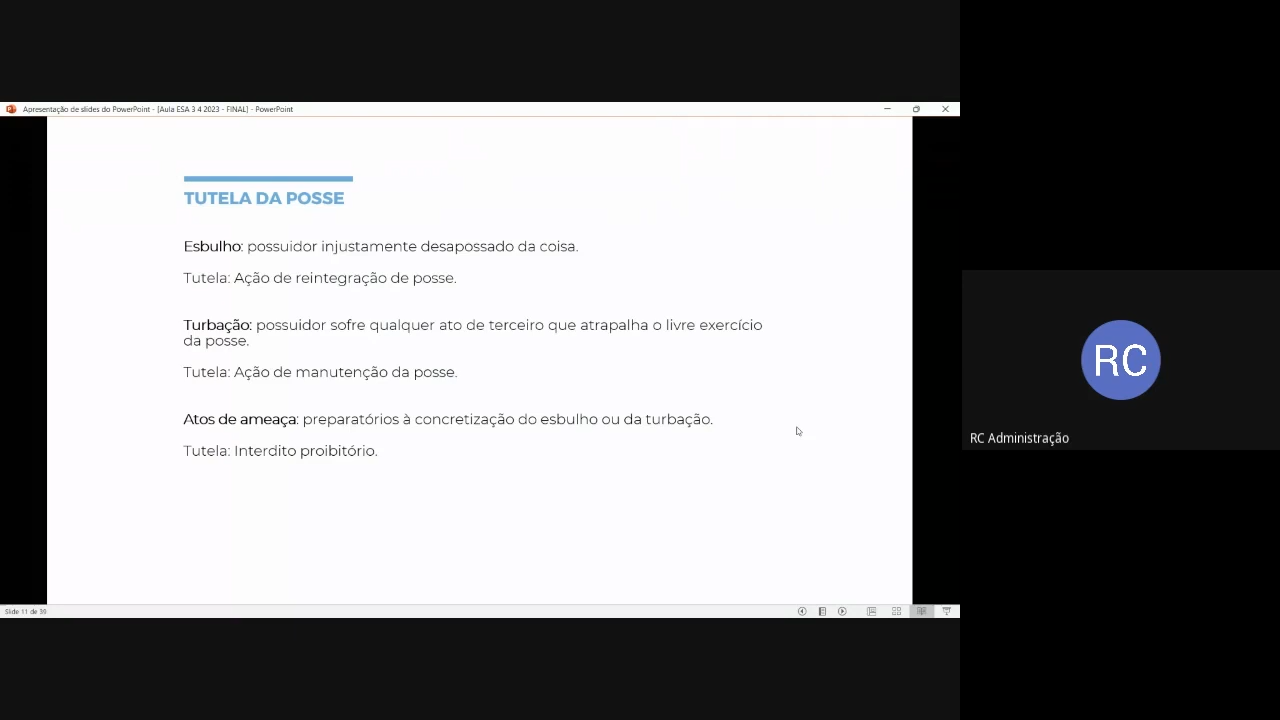 Apresentação de slides do PowerPoint - [Aula ESA 3 4 2023 - FINAL] - PowerPoint
TUTELA DA POSSE
Esbulho: possuidor injustamente desapossado da coisa.
Tutela: Ação de reintegração de posse.
Turbação: possuidor sofre qualquer ato de terceiro que atrapalha o livre exercício
da posse.
Tutela: Ação de manutenção da posse.
Atos de ameaça: preparatórios à concretização do esbulho ou da turbação.
Tutela: Interdito proibitório.
Slide 11 de 39
RC
RC Administração